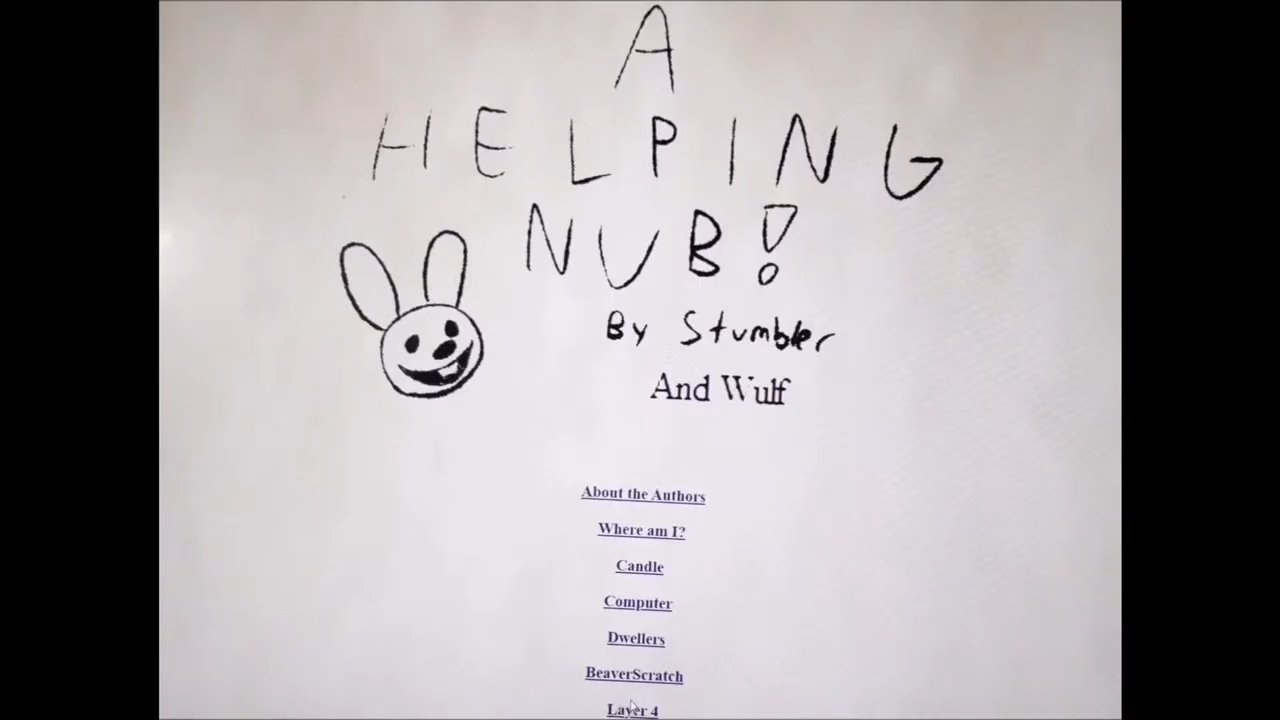 A
HELPING
NUB!
By Stumbler
And Wulf
About the Authors
Where am I?
Candle
Computer
Dwellers
BeaverScratch
Layer 4